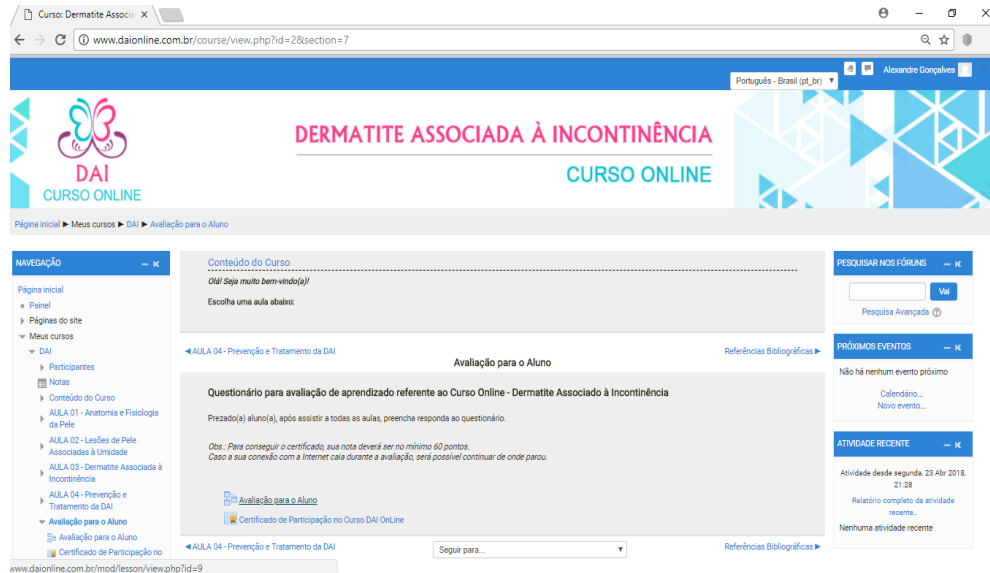 Curso: Dermatite Associa
www.daionline.com.br/course/view.php?id=2&section=7
Português - Brasil (pt_br)
Alexandre Gonçalves
DAI
CURSO ONLINE
DERMATITE ASSOCIADA À INCONTINÊNCIA
CURSO ONLINE
Página inicial ► Meus cursos ► DAI ► Avaliação para o Aluno
NAVEGAÇÃO
Página inicial
Painel
Páginas do site
Meus cursos
DAI
Participantes
Notas
Conteúdo do Curso
AULA 01 - Anatomia e Fisiologia
da Pele
AULA 02 - Lesões de Pele
Associadas à Umidade
AULA 03 - Dermatite Associada à
Incontinência
AULA 04 - Prevenção e
Tratamento da DAI
Avaliação para o Aluno
Avaliação para o Aluno
Certificado de Participação no
Conteúdo do Curso
Olá! Seja muito bem-vindo(a)!
Escolha uma aula abaixo:
◄AULA 04 - Prevenção e Tratamento da DAI
Referências Bibliográficas►
Avaliação para o Aluno
Questionário para avaliação de aprendizado referente ao Curso Online - Dermatite Associado à Incontinência
Prezado(a) aluno(a), após assistir a todas as aulas, preencha responda ao questionário.
Obs.: Para conseguir o certificado, sua nota deverá ser no mínimo 60 pontos.
Caso a sua conexão com a Internet caia durante a avaliação, será possível continuar de onde parou.
Avaliação para o Aluno
Certificado de Participação no Curso DAI OnLine
◄AULA 04 - Prevenção e Tratamento da DAI
Seguir para...
Referências Bibliográficas►
PESQUISAR NOS FÓRUNS
Vai
Pesquisa Avançada
PRÓXIMOS EVENTOS
Não há nenhum evento próximo
Calendário...
Novo evento...
ATIVIDADE RECENTE
Atividade desde segunda, 23 Abr 2018,
21:28
Relatório completo da atividade
recente..
Nenhuma atividade recente
www.daionline.com.br/mod/lesson/view.php?id=9